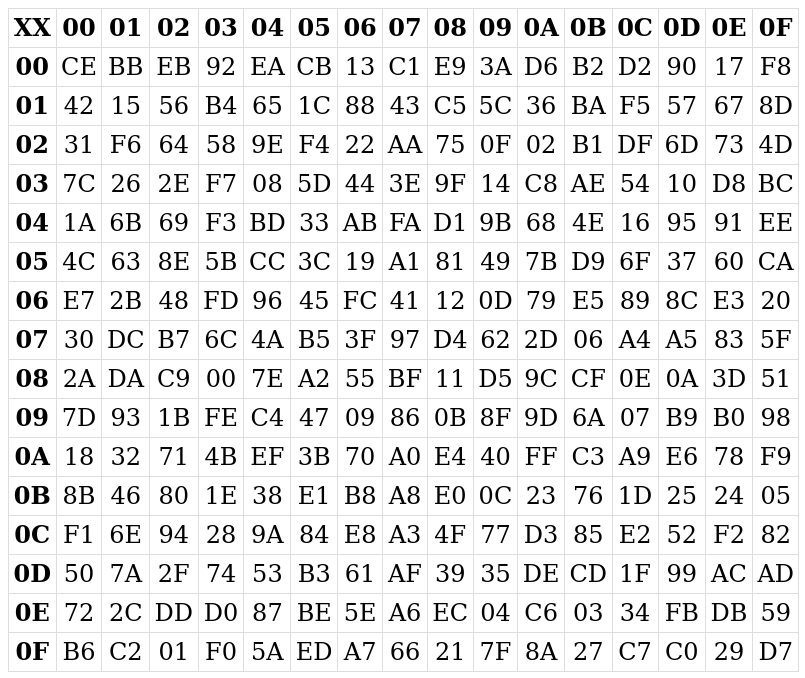 XX 00 01 02 03 04 05 06 07 08 09 0A 0B 0C 0D 0E 0F
00 CE BB EB 92 EA CB 13 C1 E9 3A D6 B2 D2 90 17 F8
01 42 15 56 B4 65 1C 88 43 C5 5C 36 BA F5 57 67 8D
02 31 F6 64 58 9E F4 22 AA 75 0F 02 B1 DF 6D 73 4D
03 7C 26 2E F7 08 5D 44 3E 9F 14 C8 AE 54 10 D8 BC
04 1A 6B 69 F3 BD 33 AB FA D1 9B 68 4E 16 95 91 EE
05 4C 63 8E 5B CC 3C 19 A1 81 49 7B D9 6F 37 60 CA
06 E7 2B 48 FD 96 45 FC 41 12 0D 79 E5 89 8C E3 20
07 30 DC B7 6C 4A B5 3F 97 D4 62 2D 06 A4 A5 83 5F
08 2A DA C9 00 7E A2 55 BF 11 D5 9C CF 0E 0A 3D 51
09 7D 93 1B FE C4 47 09 86 0B 8F 9D 6A 07 B9 B0 98
0A 18 32 71 4B EF 3B 70 A0 E4 40 FF C3 A9 E6 78 F9
0B 8B 46 80 1E 38 E1 B8 A8 E0 0C 23 76 1D 25 24 05
0C F1 6E 94 28 9A 84 E8 A3 4F 77 D3 85 E2 52 F2 82
0D 50 7A 2F 74 53 B3 61 AF 39 35 DE CD 1F 99 AC AD
0E 72 2C DD D0 87 BE 5E A6 EC 04 C6 03 34 FB DB 59
0F B6 C2 01 F0 5A ED A7 66 21 7F 8A 27 C7 C0 29 D7